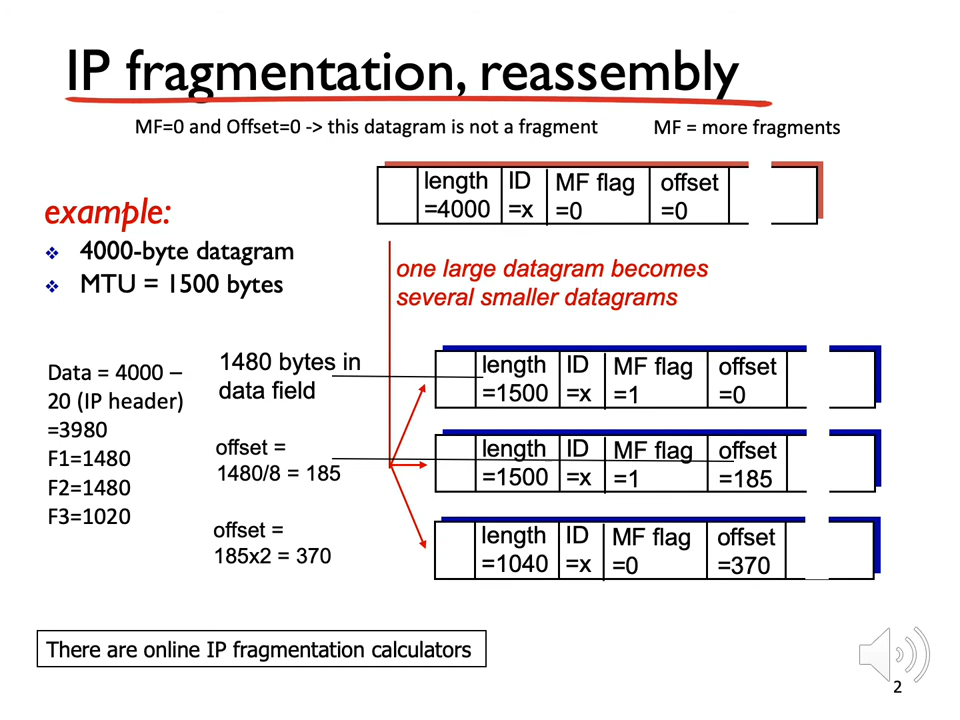 IP fragmentation, reassembly
MF=0 and Offset=0 -> this datagram is not a fragment
MF = more fragments
length ID MF flag offset
=4000 =x =0 =0
example:
4000-byte datagram
MTU = 1500 bytes
one large datagram becomes
several smaller datagrams
Data = 4000 –
20 (IP header)
=3980
F1=1480
F2=1480
F3=1020
1480 bytes in
data field
offset =
1480/8 = 185
offset =
185x2 = 370
length ID MF flag offset
=1500 =x =1 =0
length ID MF flag offset
=1500 =x =1 =185
length ID MF flag offset
=1040 =x =0 =370
There are online IP fragmentation calculators
2